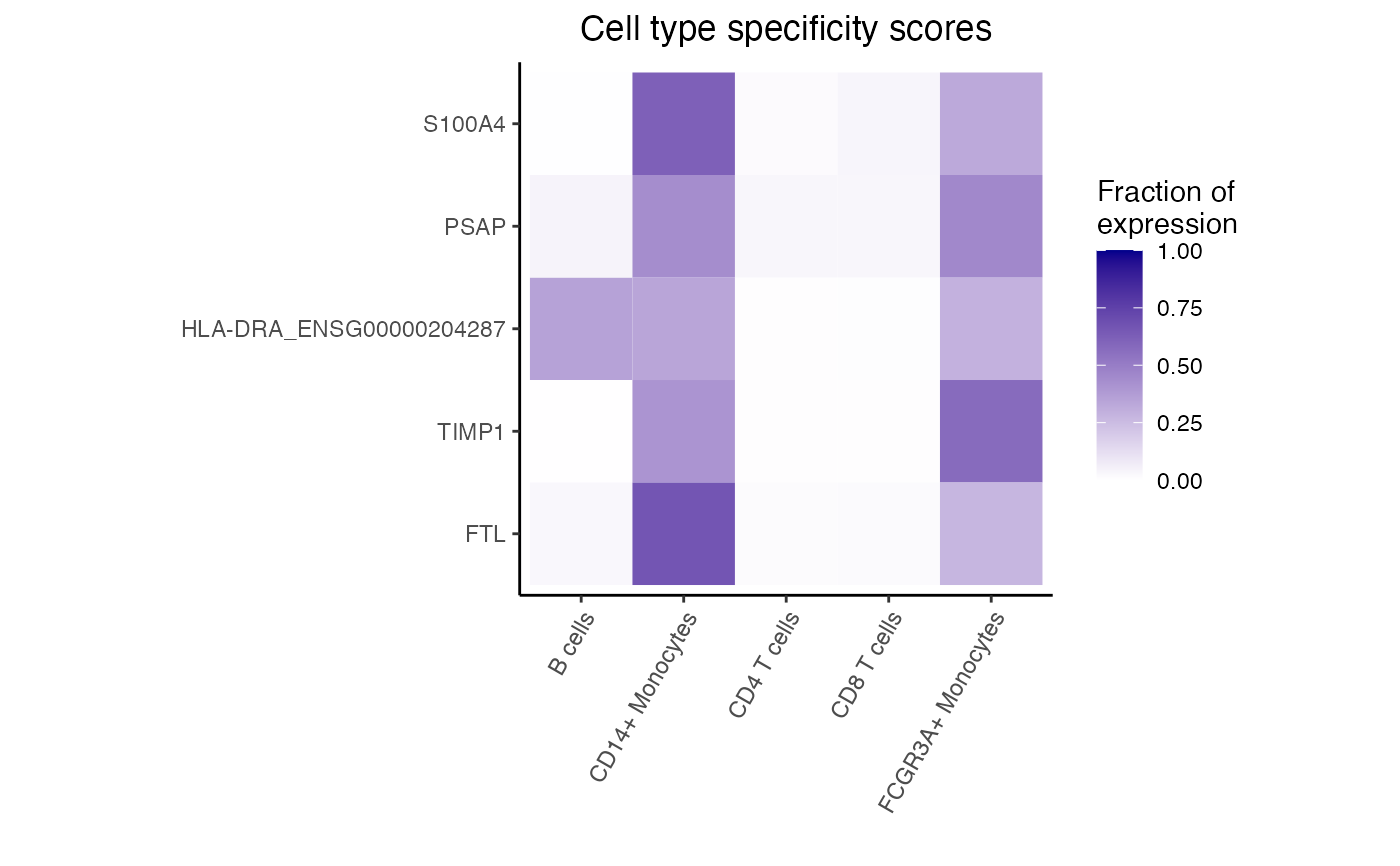 Cell type specificity scores
S100A4
PSAP
HLA-DRA_ENSG00000204287
TIMP1
FTL
B cells
CD14+ Monocytes
CD4 T cells
CD8 T cells
FCGR3A+ Monocytes
Fraction of
expression
1.00
0.75
0.50
0.25
0.00